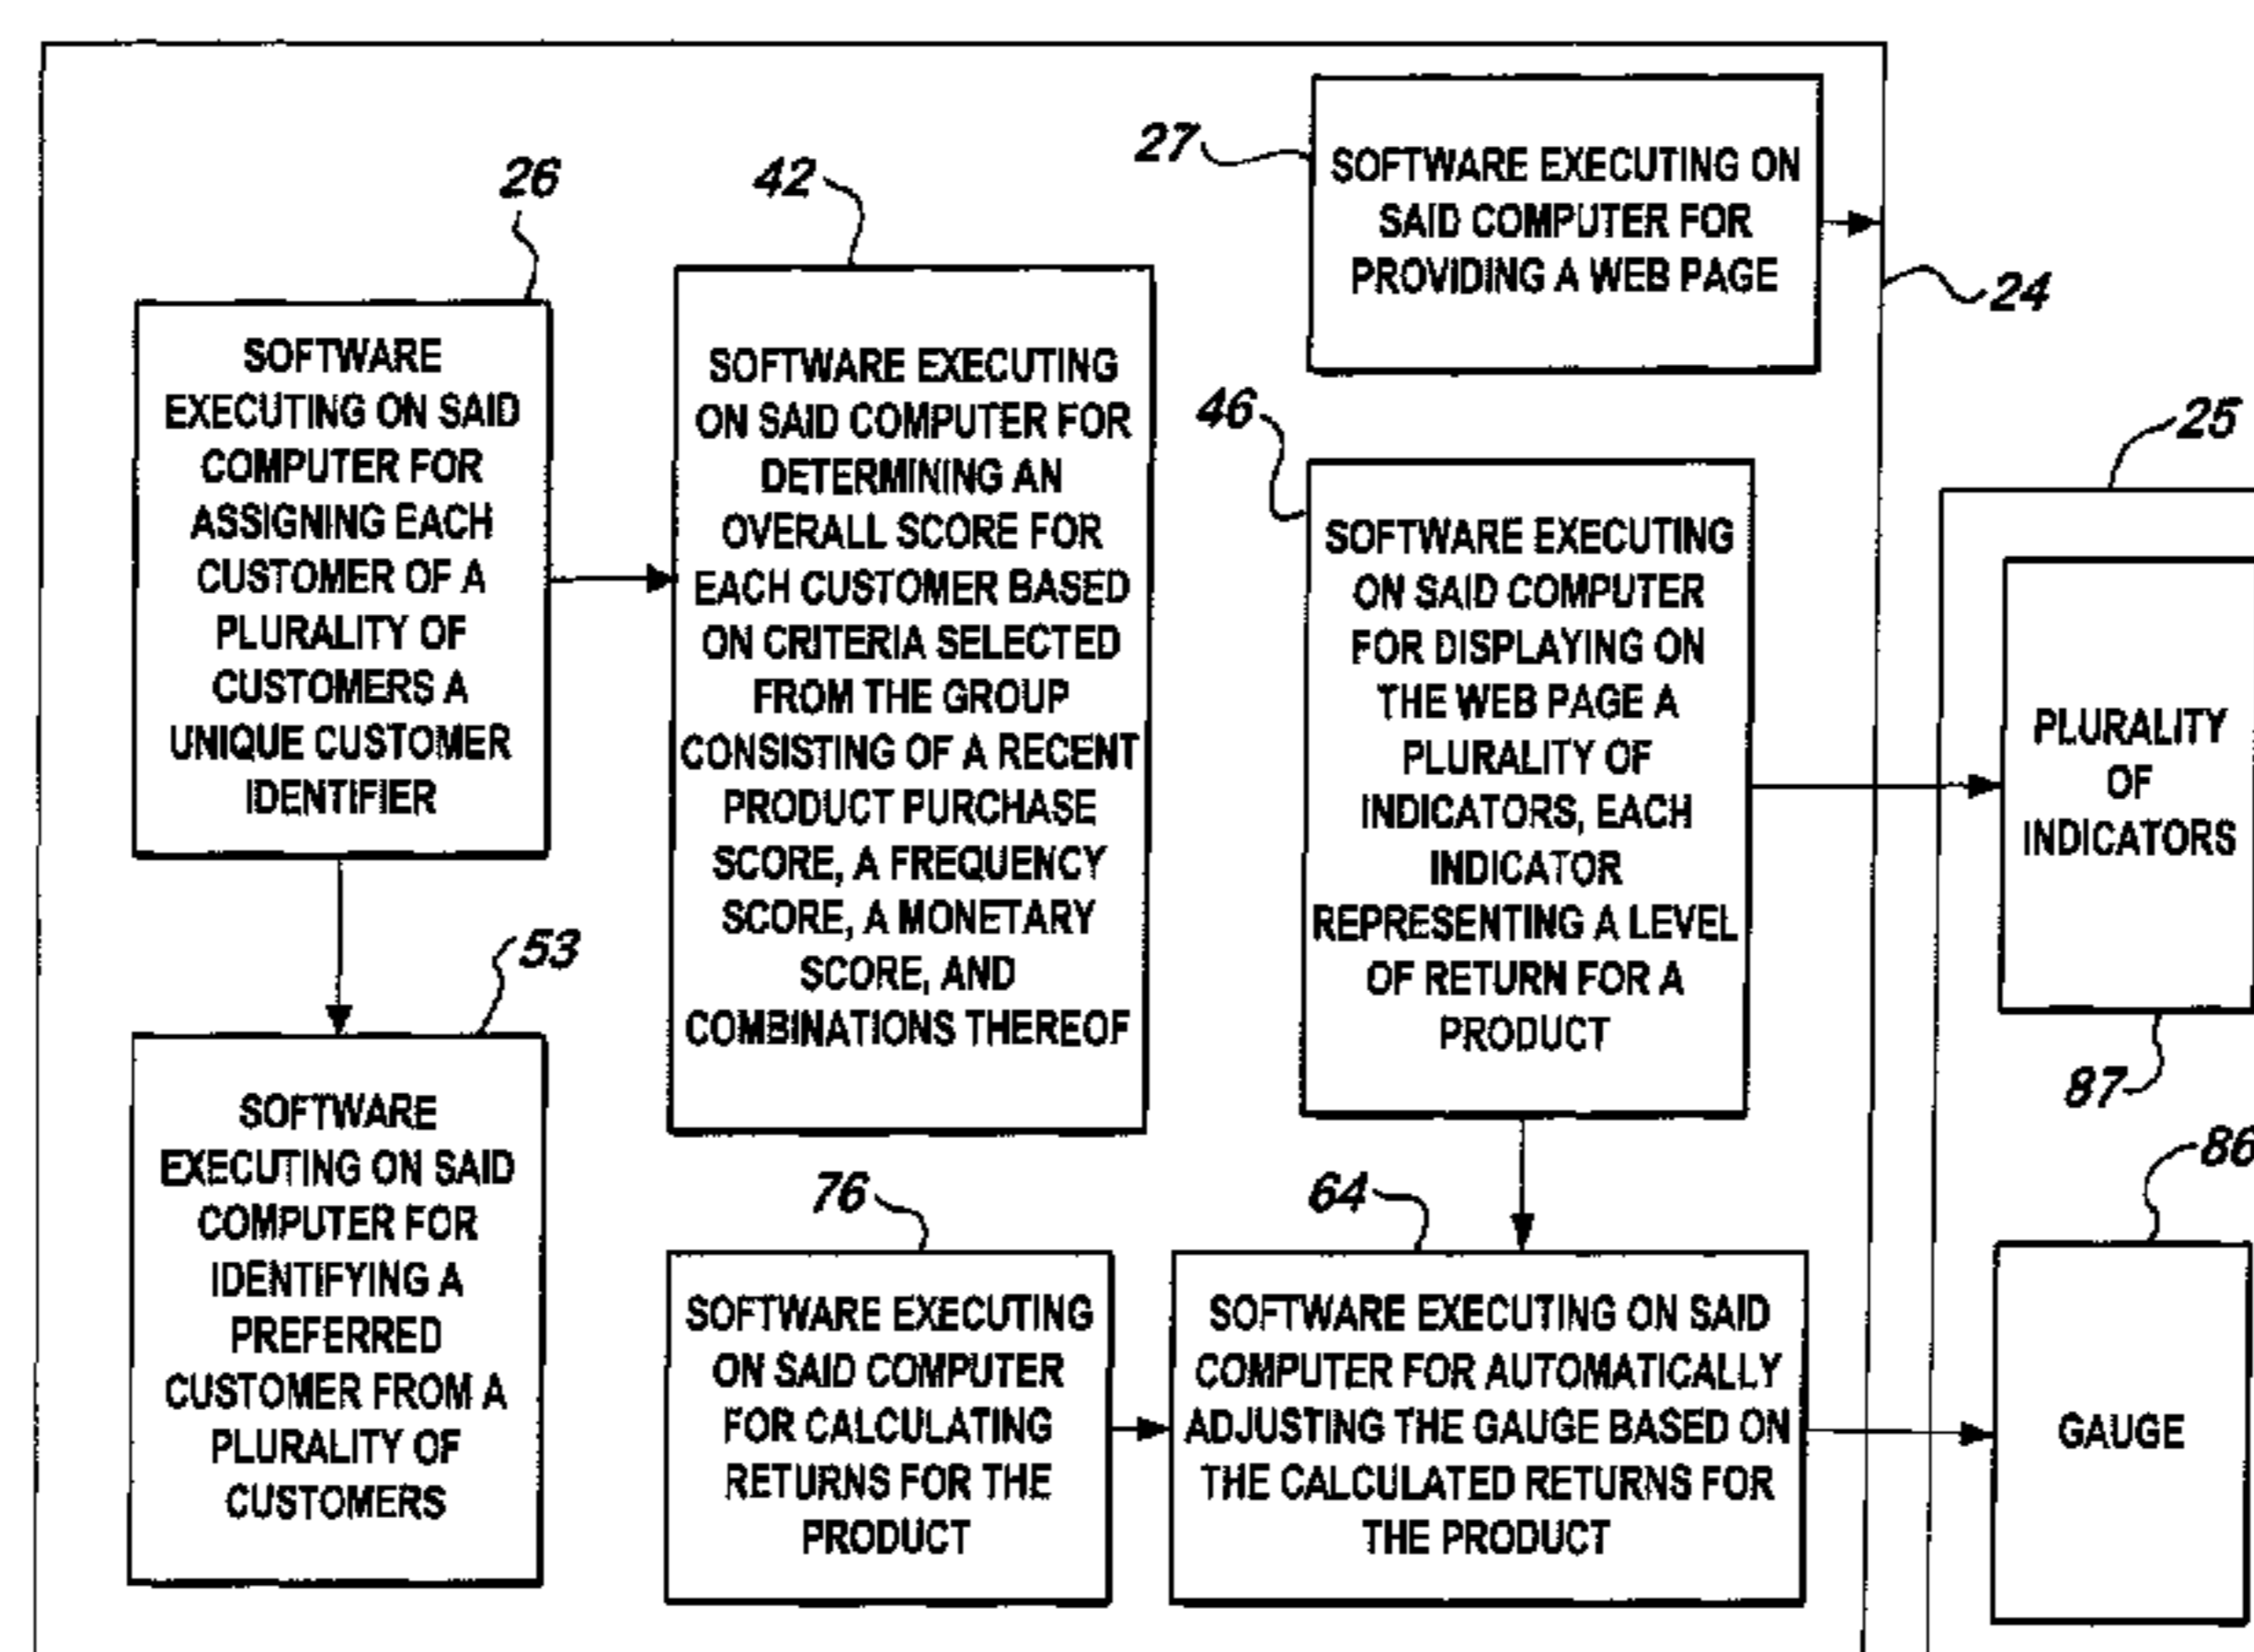 26
SOFTWARE
EXECUTING ON SAID
COMPUTER FOR
ASSIGNING EACH
CUSTOMER OF A
PLURALITY OF
CUSTOMERS A
UNIQUE CUSTOMER
IDENTIFIER
42
SOFTWARE EXECUTING
ON SAID COMPUTER FOR
DETERMINING AN
OVERALL SCORE FOR
EACH CUSTOMER BASED
ON CRITERIA SELECTED
FROM THE GROUP
CONSISTING OF A RECENT
PRODUCT PURCHASE
SCORE, A FREQUENCY
SCORE, A MONETARY
SCORE, AND
COMBINATIONS THEREOF
27
SOFTWARE EXECUTING ON
SAID COMPUTER FOR
PROVIDING A WEB PAGE
24
46
SOFTWARE EXECUTING
ON SAID COMPUTER
FOR DISPLAYING ON
THE WEB PAGE A
PLURALITY OF
INDICATORS, EACH
INDICATOR
REPRESENTING A LEVEL
OF RETURN FOR A
PRODUCT
25
PLURALITY
OF
INDICATORS
87
53
SOFTWARE
EXECUTING ON SAID
COMPUTER FOR
IDENTIFYING A
PREFERRED
CUSTOMER FROM A
PLURALITY OF
CUSTOMERS
76
SOFTWARE EXECUTING
ON SAID COMPUTER
FOR CALCULATING
RETURNS FOR THE
PRODUCT
64
SOFTWARE EXECUTING ON SAID
COMPUTER FOR AUTOMATICALLY
ADJUSTING THE GAUGE BASED ON
THE CALCULATED RETURNS FOR
THE PRODUCT
86
GAUGE